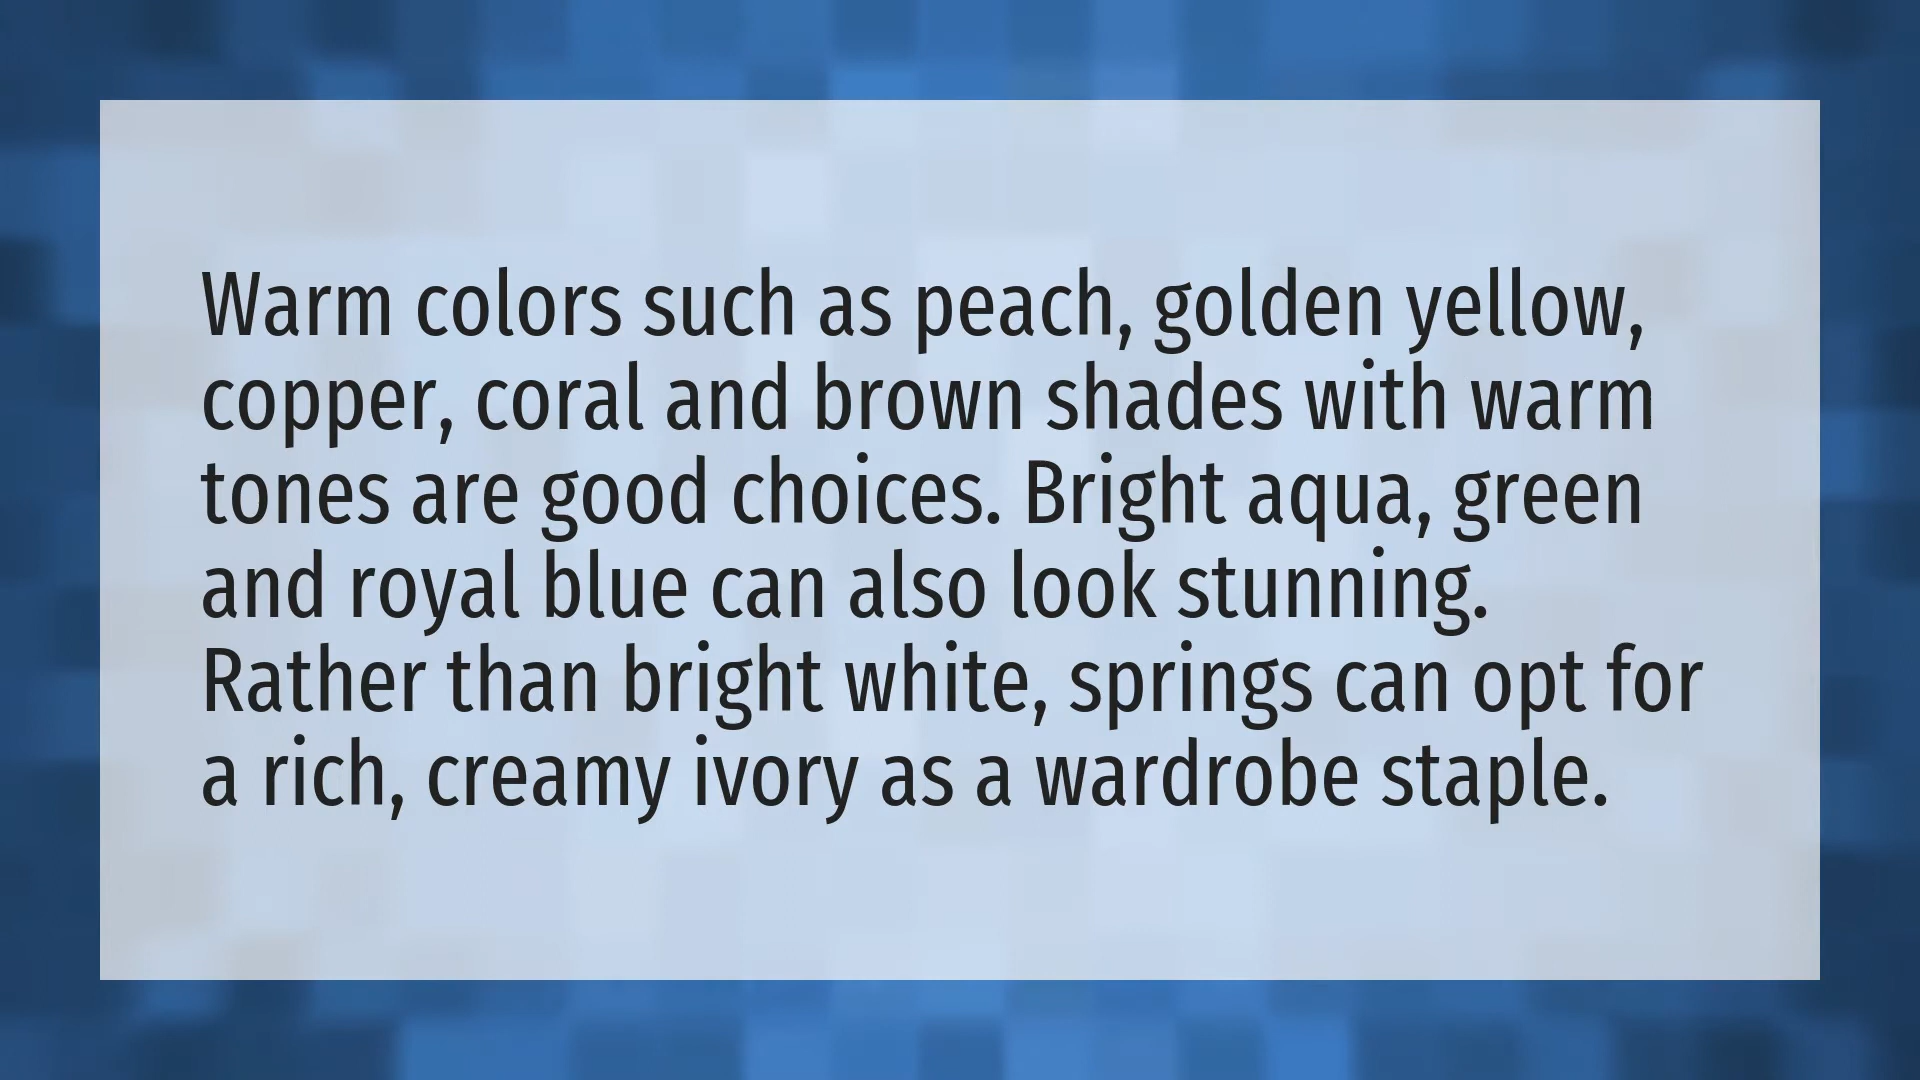 Warm colors such as peach, golden yellow,
copper, coral and brown shades with warm
tones are good choices. Bright aqua, green
and royal blue can also look stunning.
Rather than bright white, springs can opt for
a rich, creamy ivory as a wardrobe staple.